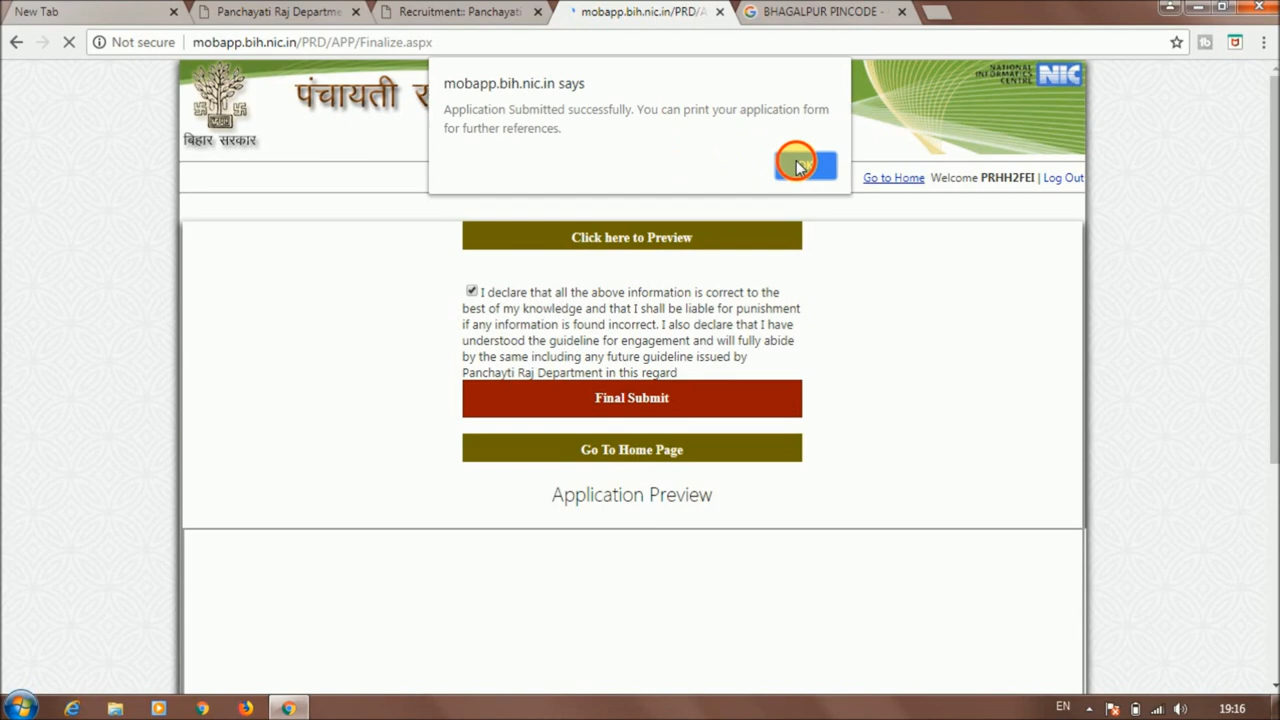 New Tab
Panchayati Raj Departme
Recruitment:: Panchayati
mobapp.bih.nic.in/PRD/A
BHAGALPUR PINCODE -
Not secure
mobapp.bih.nic.in/PRD/APP/Finalize.aspx
पंचायती
बिहार सरकार
NATIONAL
INFORMATICS
CENTRE
NIC
mobapp.bih.nic.in says
Application Submitted successfully. You can print your application form
for further references.
Go to Home Welcome PRHH2FEI | Log Out
Click here to Preview
I declare that all the above information is correct to the
best of my knowledge and that I shall be liable for punishment
if any information is found incorrect. I also declare that I have
understood the guideline for engagement and will fully abide
by the same including any future guideline issued by
Panchayti Raj Department in this regard
Final Submit
Go To Home Page
Application Preview
EN
19:16